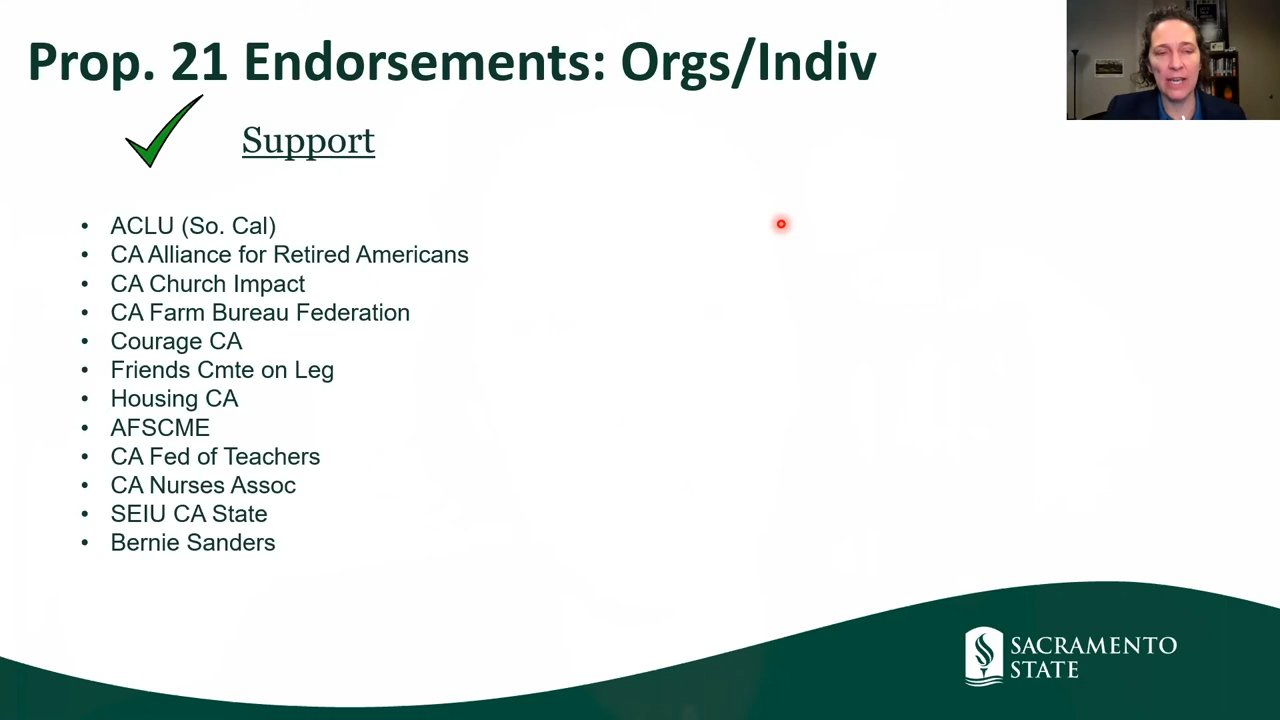 Prop. 21 Endorsements: Orgs/Indiv
Support
• ACLU (So. Cal)
• CA Alliance for Retired Americans
• CA Church Impact
• CA Farm Bureau Federation
• Courage CA
• Friends Cmte on Leg
• Housing CA
• AFSCME
• CA Fed of Teachers
• CA Nurses Assoc
• SEIU CA State
• Bernie Sanders
SACRAMENTO
STATE